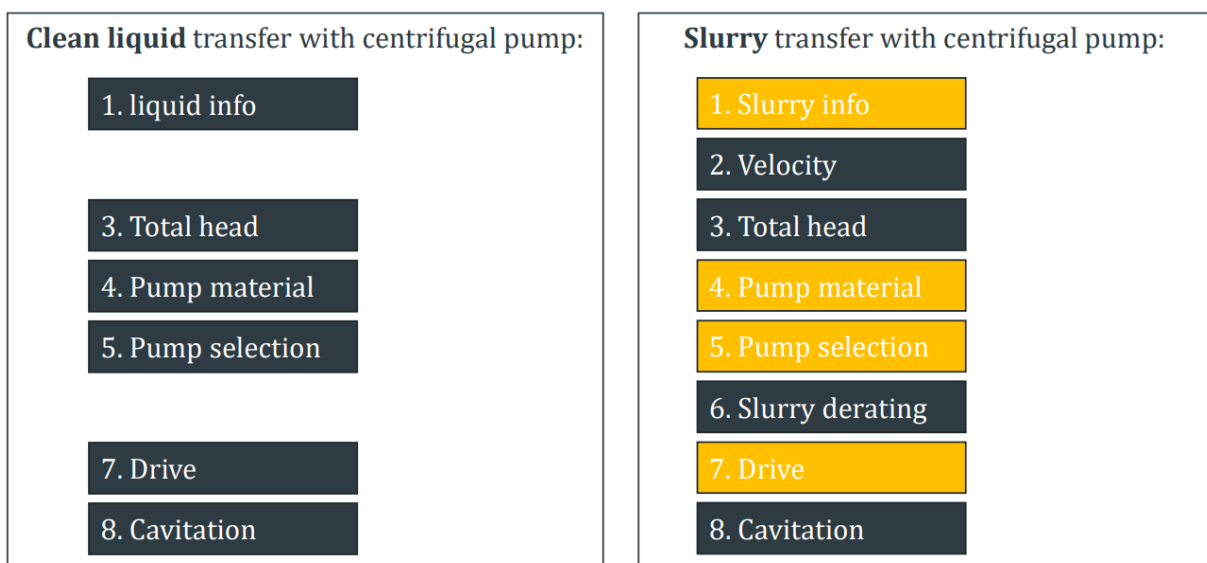 Clean liquid transfer with centrifugal pump:
1. liquid info
3. Total head
4. Pump material
5. Pump selection
7. Drive
8. Cavitation
Slurry transfer with centrifugal pump:
1. Slurry info
2. Velocity
3. Total head
4. Pump material
5. Pump selection
6. Slurry derating
7. Drive
8. Cavitation